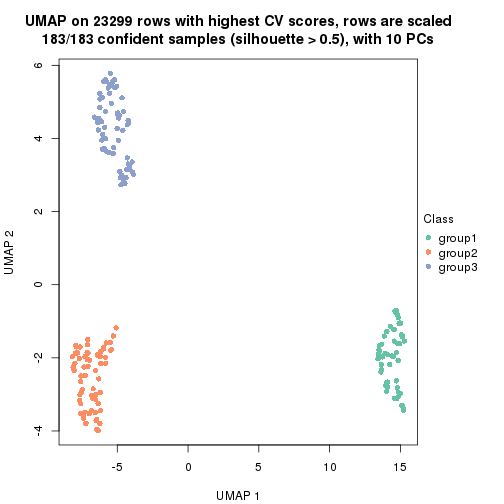 UMAP on 23299 rows with highest CV scores, rows are scaled
183/183 confident samples (silhouette > 0.5), with 10 PCs
6
4
2
0
-2
-4
UMAP 2
-5 0 5 10 15
UMAP 1
Class
group1
group2
group3